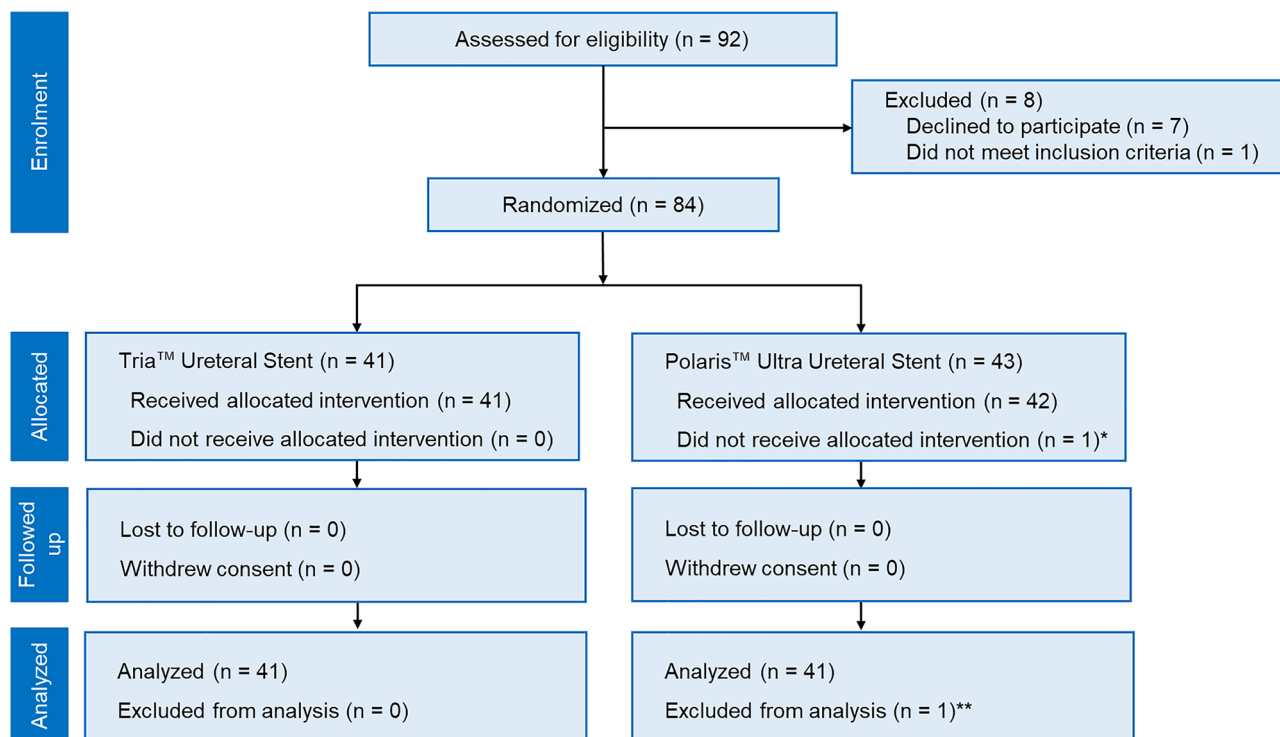 Enrolment
Assessed for eligibility (n = 92)
Excluded (n = 8)
Declined to participate (n = 7)
Did not meet inclusion criteria (n = 1)
Randomized (n = 84)
Allocated
Tria™ Ureteral Stent (n = 41)
Received allocated intervention (n = 41)
Did not receive allocated intervention (n = 0)
Polaris™ Ultra Ureteral Stent (n = 43)
Received allocated intervention (n = 42)
Did not receive allocated intervention (n = 1)*
Followed
up
Lost to follow-up (n = 0)
Withdrew consent (n = 0)
Lost to follow-up (n = 0)
Withdrew consent (n = 0)
Analyzed
Analyzed (n = 41)
Excluded from analysis (n = 0)
Analyzed (n = 41)
Excluded from analysis (n = 1)**